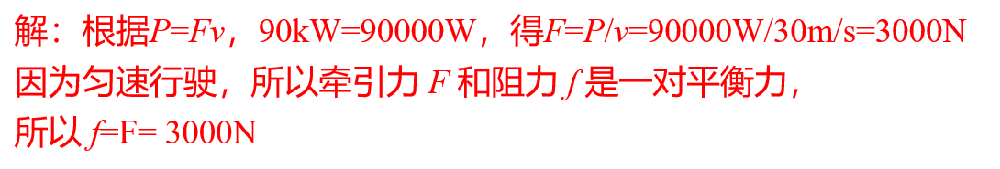 解：根据P=Fv，90kW=90000W，得F=P/v=90000W/30m/s=3000N
因为匀速行驶，所以牵引力 F 和阻力 f 是一对平衡力，
所以 f=F= 3000N